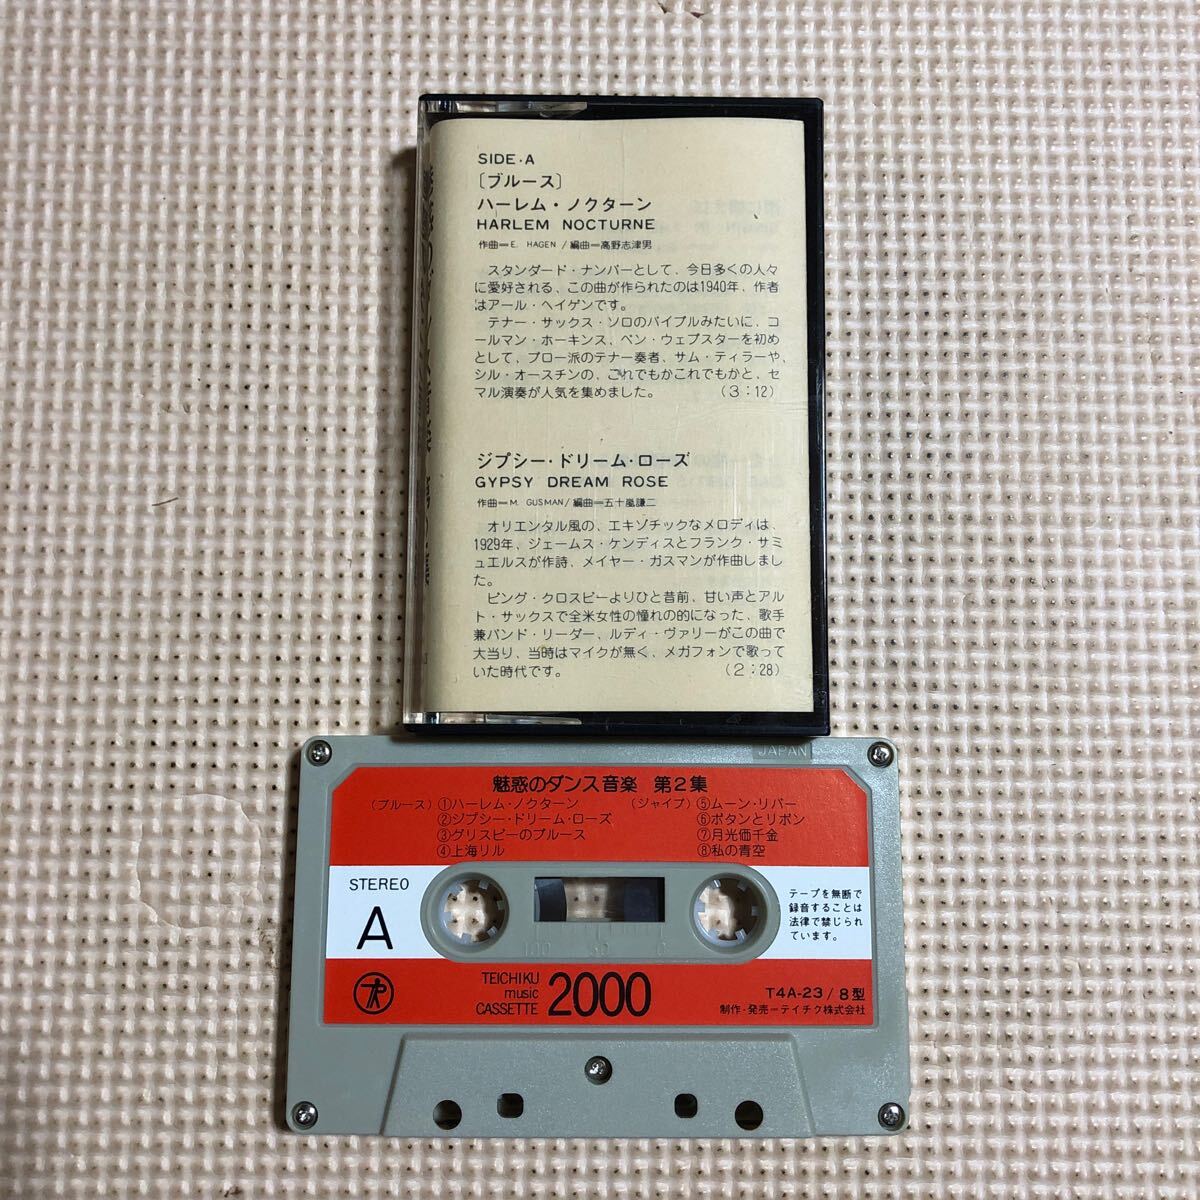 SIDE・A
〔ブルース〕
ハーレム・ノクターン
HARLEM NOCTURNE
作曲＝E. HAGEN / 編曲＝高野志津男
スタンダード・ナンバーとして、今日多くの人々
に愛好される、この曲が作られたのは1940年、作者
はアール・ヘイゲンです。
テナー・サックス・ソロのバイブルみたいに、コ
ールマン・ホーキンス、ベン・ウェブスターを初め
として、ブロー派のテナー奏者、サム・ティラーや、
シル・オースチンの、これでもかこれでもかと、セ
マル演奏が人気を集めました。 (3:12)
ジプシー・ドリーム・ローズ
GYPSY DREAM ROSE
作曲＝M. GUSMAN / 編曲＝五十嵐謙二
オリエンタル風の、エキゾチックなメロディは、
1929年、ジェームス・ケンディスとフランク・サミ
ュエルスが作詩、メイヤー・ガスマンが作曲しまし
た。
ビング・クロスビーよりひと昔前、甘い声とアル
ト・サックスで全米女性の憧れの的になった、歌手
兼バンド・リーダー、ルディ・ヴァリーがこの曲で
大当り、当時はマイクが無く、メガフォンで歌って
いた時代です。 (2:28)
JAPAN
魅惑のダンス音楽 第2集
(ブルース) ①ハーレム・ノクターン
②ジプシー・ドリーム・ローズ
③グリスビーのブルース
④上海リル
(ジャイブ) ⑤ムーン・リバー
⑥ボタンとリボン
⑦月光価千金
⑧私の青空
STEREO
A
100 50 0
テープを無断で
録音することは
法律で禁じられ
ています。
TEICHIKU
music
CASSETTE 2000
T4A-23 / 8型
制作・発売＝テイチク株式会社